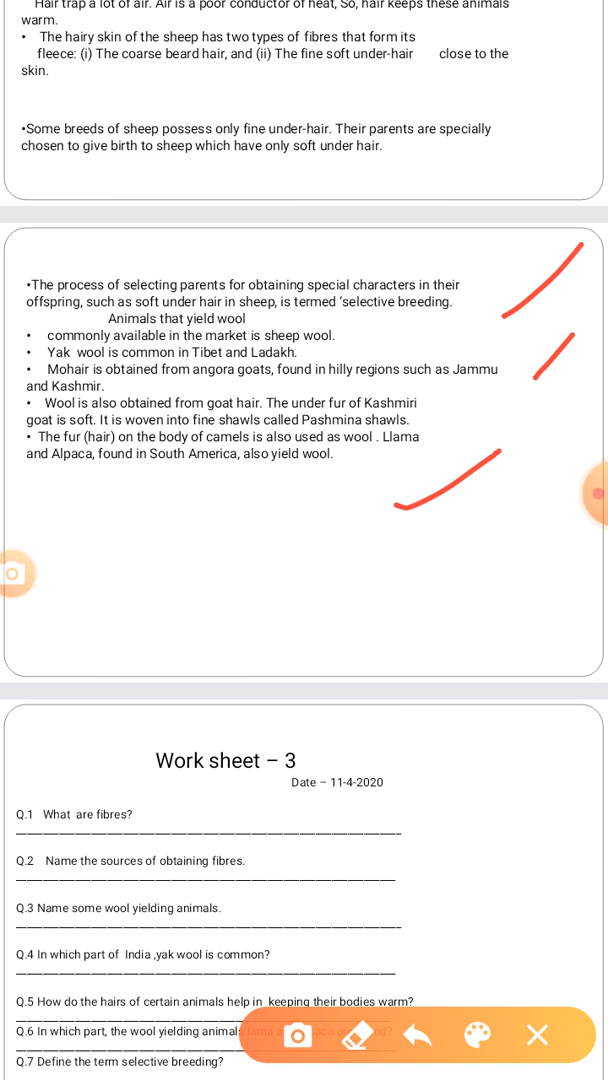 Hair trap a lot of air. Air is a poor conductor of heat, So, hair keeps these animals
warm.
• The hairy skin of the sheep has two types of fibres that form its
fleece: (i) The coarse beard hair, and (ii) The fine soft under-hair close to the
skin.
•Some breeds of sheep possess only fine under-hair. Their parents are specially
chosen to give birth to sheep which have only soft under hair.
•The process of selecting parents for obtaining special characters in their
offspring, such as soft under hair in sheep, is termed ‘selective breeding.
Animals that yield wool
• commonly available in the market is sheep wool.
• Yak wool is common in Tibet and Ladakh.
• Mohair is obtained from angora goats, found in hilly regions such as Jammu
and Kashmir.
• Wool is also obtained from goat hair. The under fur of Kashmiri
goat is soft. It is woven into fine shawls called Pashmina shawls.
• The fur (hair) on the body of camels is also used as wool . Llama
and Alpaca, found in South America, also yield wool.
Work sheet – 3
Date – 11-4-2020
Q.1 What are fibres?
Q.2 Name the sources of obtaining fibres.
Q.3 Name some wool yielding animals.
Q.4 In which part of India ,yak wool is common?
Q.5 How do the hairs of certain animals help in keeping their bodies warm?
Q.6 In which part, the wool yielding animals
Q.7 Define the term selective breeding?